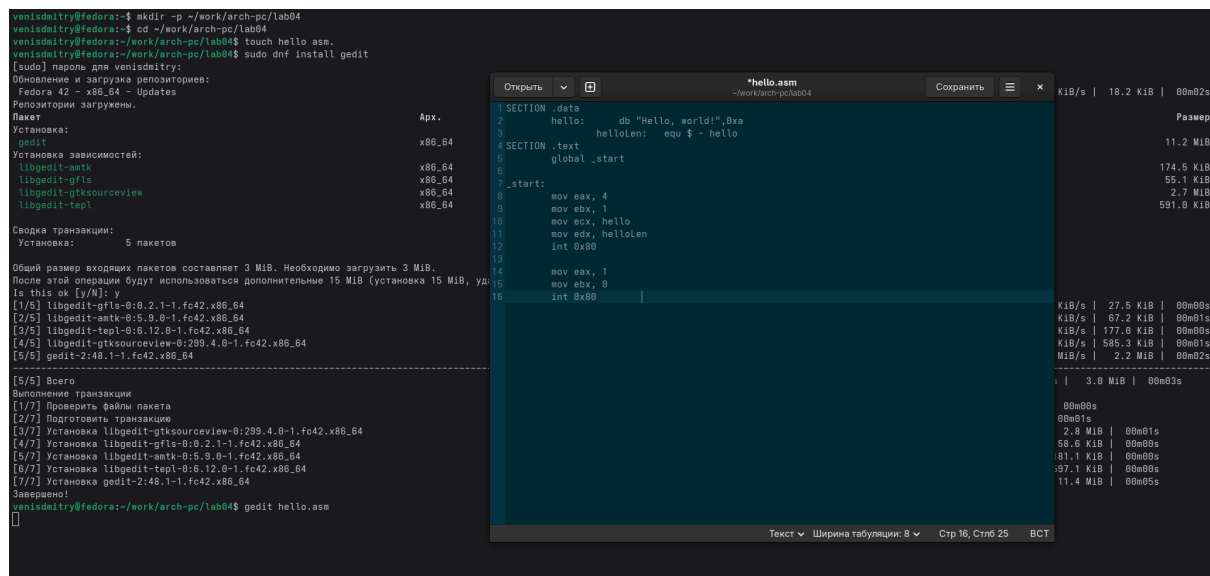 venisdmitry@fedora:~$ mkdir -p ~/work/arch-pc/lab04
venisdmitry@fedora:~$ cd ~/work/arch-pc/lab04
venisdmitry@fedora:~/work/arch-pc/lab04$ touch hello asm.
venisdmitry@fedora:~/work/arch-pc/lab04$ sudo dnf install gedit
[sudo] пароль для venisdmitry:
Обновление и загрузка репозиториев:
Fedora 42 - x86_64 - Updates KiB/s | 18.2 KiB | 00m02s
Репозитории загружены.
Пакет Арх. Размер
Установка:
gedit x86_64 11.2 MiB
Установка зависимостей:
libgedit-amtk x86_64 174.5 KiB
libgedit-gfls x86_64 55.1 KiB
libgedit-gtksourceview x86_64 2.7 MiB
libgedit-tepl x86_64 591.0 KiB
Сводка транзакции:
Установка: 5 пакетов
Общий размер входящих пакетов составляет 3 MiB. Необходимо загрузить 3 MiB.
После этой операции будут использоваться дополнительные 15 MiB (установка 15 MiB, уд
Is this ok [y/N]: y
[1/5] libgedit-gfls-0:0.2.1-1.fc42.x86_64 KiB/s | 27.5 KiB | 00m00s
[2/5] libgedit-amtk-0:5.9.0-1.fc42.x86_64 KiB/s | 67.2 KiB | 00m01s
[3/5] libgedit-tepl-0:6.12.0-1.fc42.x86_64 KiB/s | 177.0 KiB | 00m00s
[4/5] libgedit-gtksourceview-0:299.4.0-1.fc42.x86_64 KiB/s | 585.3 KiB | 00m01s
[5/5] gedit-2:48.1-1.fc42.x86_64 MiB/s | 2.2 MiB | 00m02s
[5/5] Всего | 3.0 MiB | 00m03s
Выполнение транзакции
[1/7] Проверить файлы пакета 00m00s
[2/7] Подготовить транзакцию 00m01s
[3/7] Установка libgedit-gtksourceview-0:299.4.0-1.fc42.x86_64 2.8 MiB | 00m01s
[4/7] Установка libgedit-gfls-0:0.2.1-1.fc42.x86_64 58.6 KiB | 00m00s
[5/7] Установка libgedit-amtk-0:5.9.0-1.fc42.x86_64 81.1 KiB | 00m00s
[6/7] Установка libgedit-tepl-0:6.12.0-1.fc42.x86_64 597.1 KiB | 00m00s
[7/7] Установка gedit-2:48.1-1.fc42.x86_64 11.4 MiB | 00m05s
Завершено!
venisdmitry@fedora:~/work/arch-pc/lab04$ gedit hello.asm
Открыть *hello.asm Сохранить
~/work/arch-pc/lab04
1 SECTION .data
2 hello: db "Hello, world!",0xa
3 helloLen: equ $ - hello
4 SECTION .text
5 global _start
6
7 _start:
8 mov eax, 4
9 mov ebx, 1
10 mov ecx, hello
11 mov edx, helloLen
12 int 0x80
13
14 mov eax, 1
15 mov ebx, 0
16 int 0x80
Текст Ширина табуляции: 8 Стр 16, Стлб 25 ВСТ